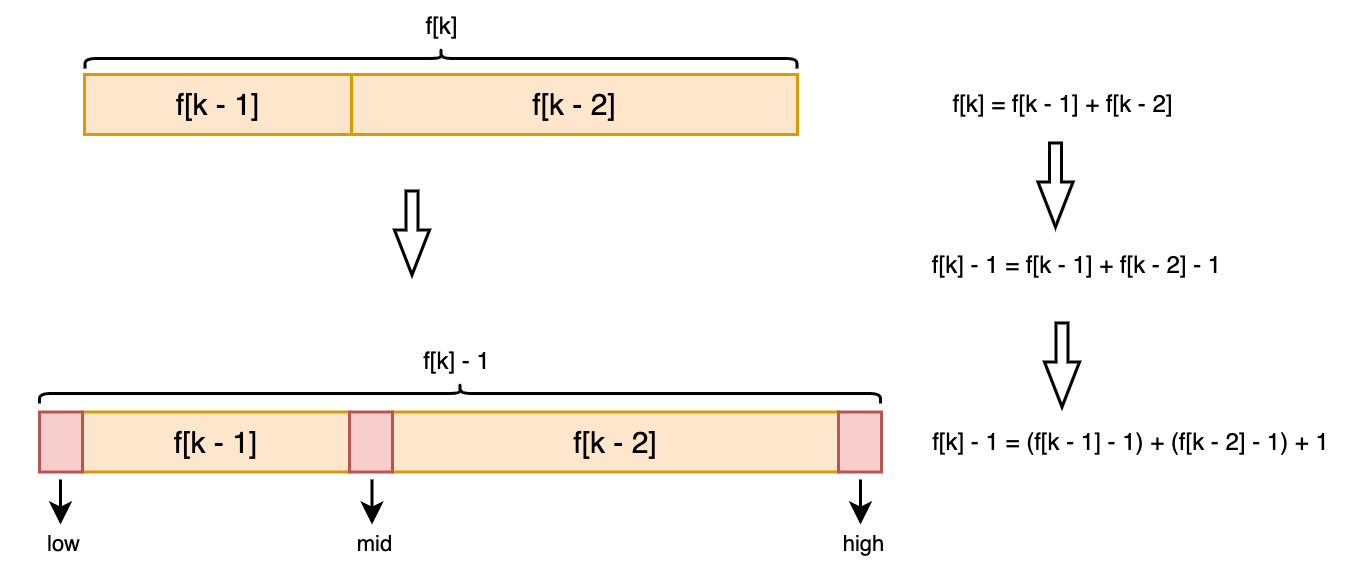 f[k]
f[k - 1]
f[k - 2]
f[k] = f[k - 1] + f[k - 2]
f[k] - 1 = f[k - 1] + f[k - 2] - 1
f[k] - 1
f[k - 1]
f[k - 2]
f[k] - 1 = (f[k - 1] - 1) + (f[k - 2] - 1) + 1
low
mid
high